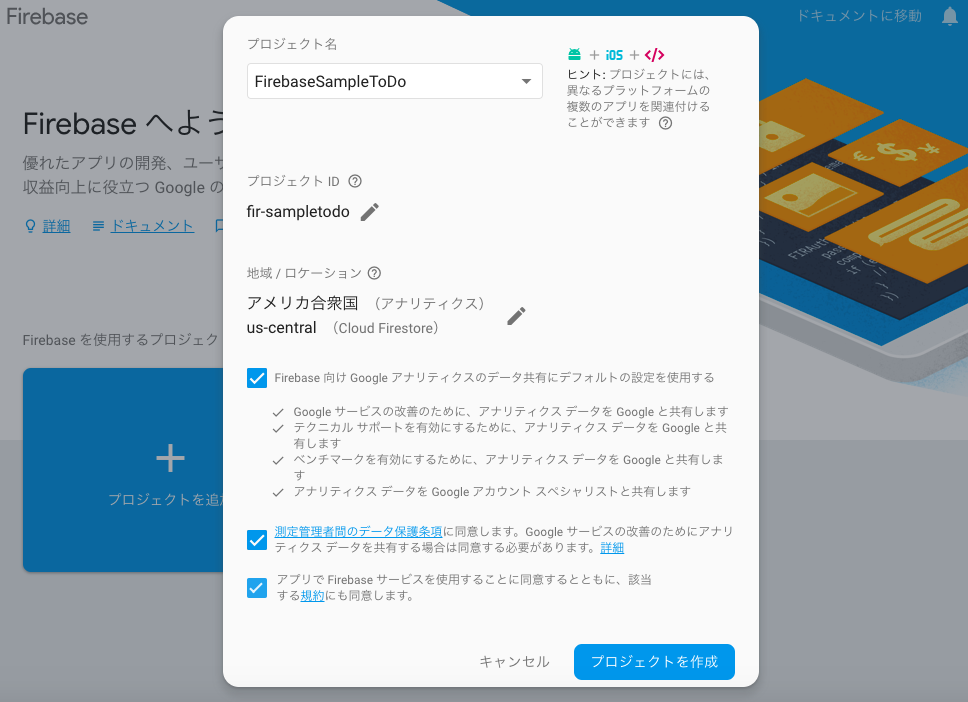 Firebase
ドキュメントに移動
プロジェクト名
FirebaseSampleToDo
+ iOS + </>
ヒント: プロジェクトには、
異なるプラットフォームの
複数のアプリを関連付ける
ことができます ?
Firebase へよう
優れたアプリの開発、ユー
収益向上に役立つ Google の
詳細
ドキュメント
プロジェクト ID ?
fir-sampletodo
地域 / ロケーション ?
アメリカ合衆国 （アナリティクス）
us-central （Cloud Firestore）
Firebase を使用するプロジェク
プロジェクトを追
Firebase 向け Google アナリティクスのデータ共有にデフォルトの設定を使用する
Google サービスの改善のために、アナリティクス データを Google と共有します
テクニカル サポートを有効にするために、アナリティクス データを Google と共
有します
ベンチマークを有効にするために、アナリティクス データを Google と共有しま
す
アナリティクス データを Google アカウント スペシャリストと共有します
測定管理者間のデータ保護条項に同意します。Google サービスの改善のためにアナリ
ティクス データを共有する場合は同意する必要があります。詳細
アプリで Firebase サービスを使用することに同意するとともに、該当
する規約にも同意します。
キャンセル
プロジェクトを作成